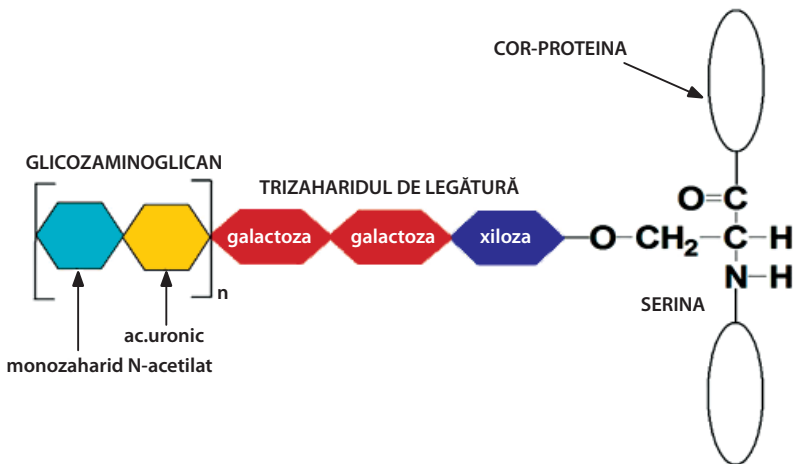 COR-PROTEINA
GLICOZAMINOGLICAN
TRIZAHARIDUL DE LEGĂTURĂ
O=C
galactoza galactoza xiloza O-CH₂-C-H
n
N-H
SERINA
ac.uronic
monozaharid N-acetilat